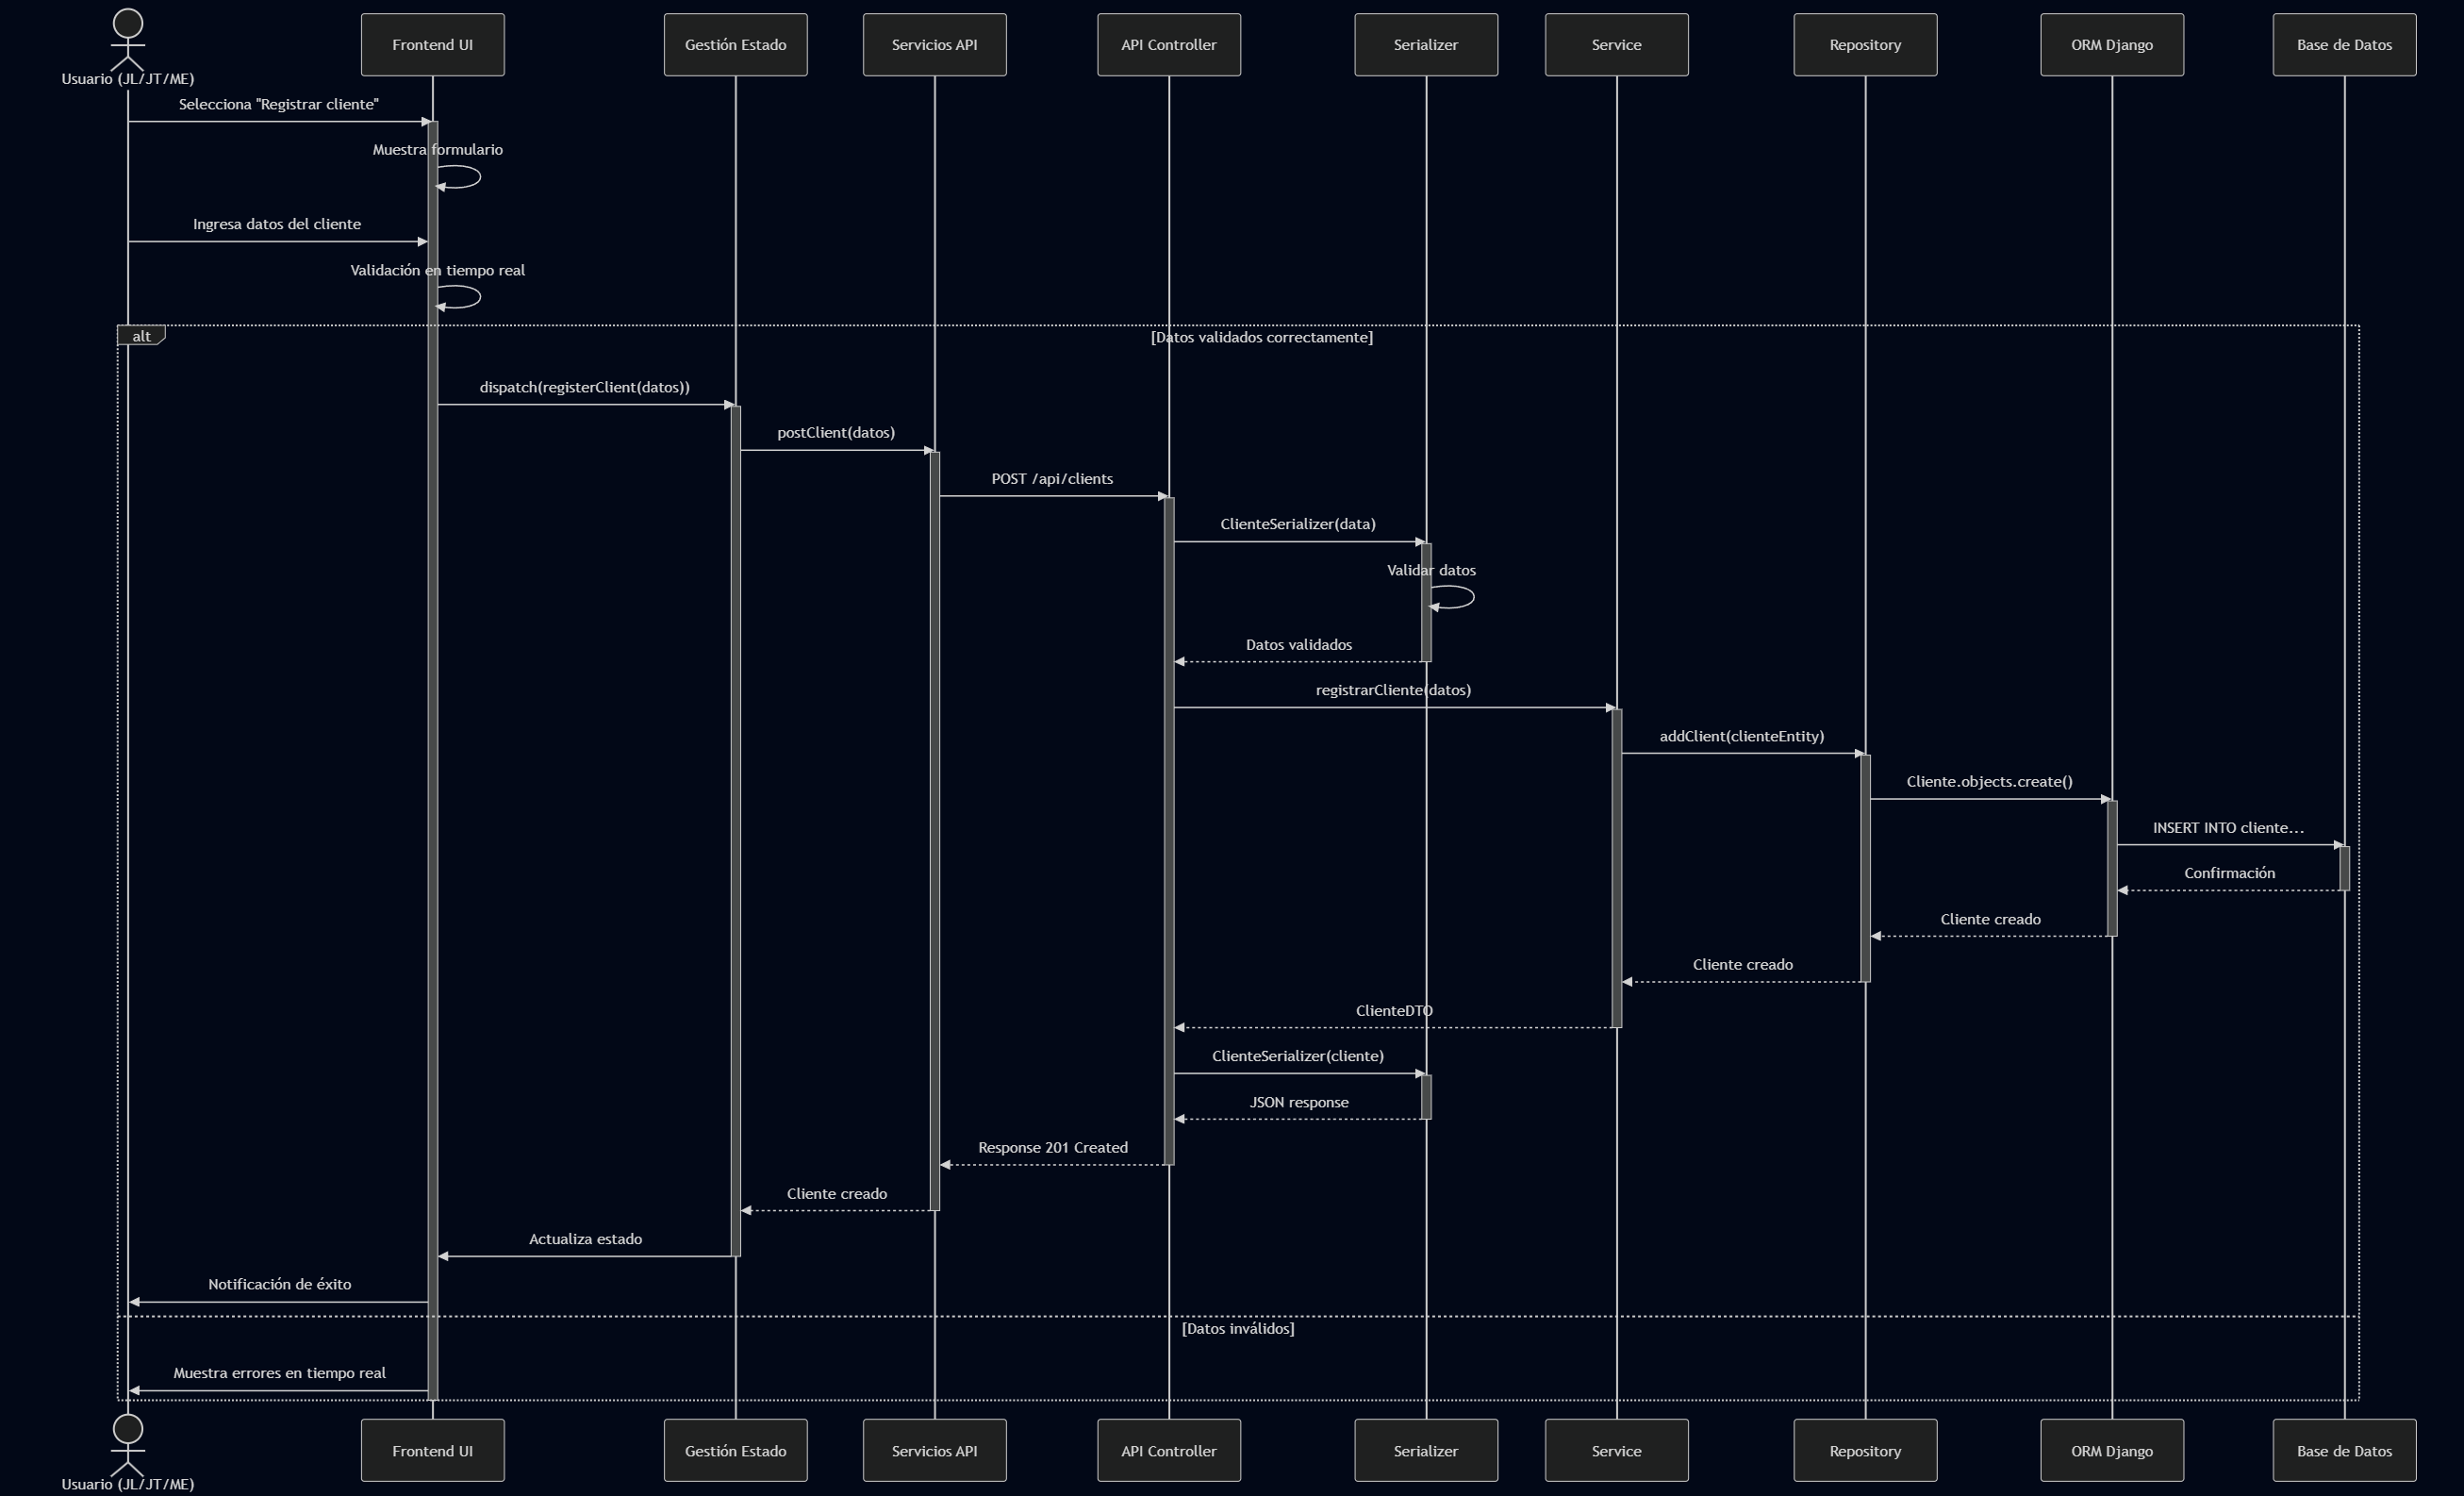 Usuario (JL/JT/ME)
Frontend UI
Gestión Estado
Servicios API
API Controller
Serializer
Service
Repository
ORM Django
Base de Datos
Selecciona "Registrar cliente"
Muestra formulario
Ingresa datos del cliente
Validación en tiempo real
alt
[Datos validados correctamente]
dispatch(registerClient(datos))
postClient(datos)
POST /api/clients
ClienteSerializer(data)
Validar datos
Datos validados
registrarCliente(datos)
addClient(clienteEntity)
Cliente.objects.create()
INSERT INTO cliente...
Confirmación
Cliente creado
Cliente creado
ClienteDTO
ClienteSerializer(cliente)
JSON response
Response 201 Created
Cliente creado
Actualiza estado
Notificación de éxito
[Datos inválidos]
Muestra errores en tiempo real
Usuario (JL/JT/ME)
Frontend UI
Gestión Estado
Servicios API
API Controller
Serializer
Service
Repository
ORM Django
Base de Datos